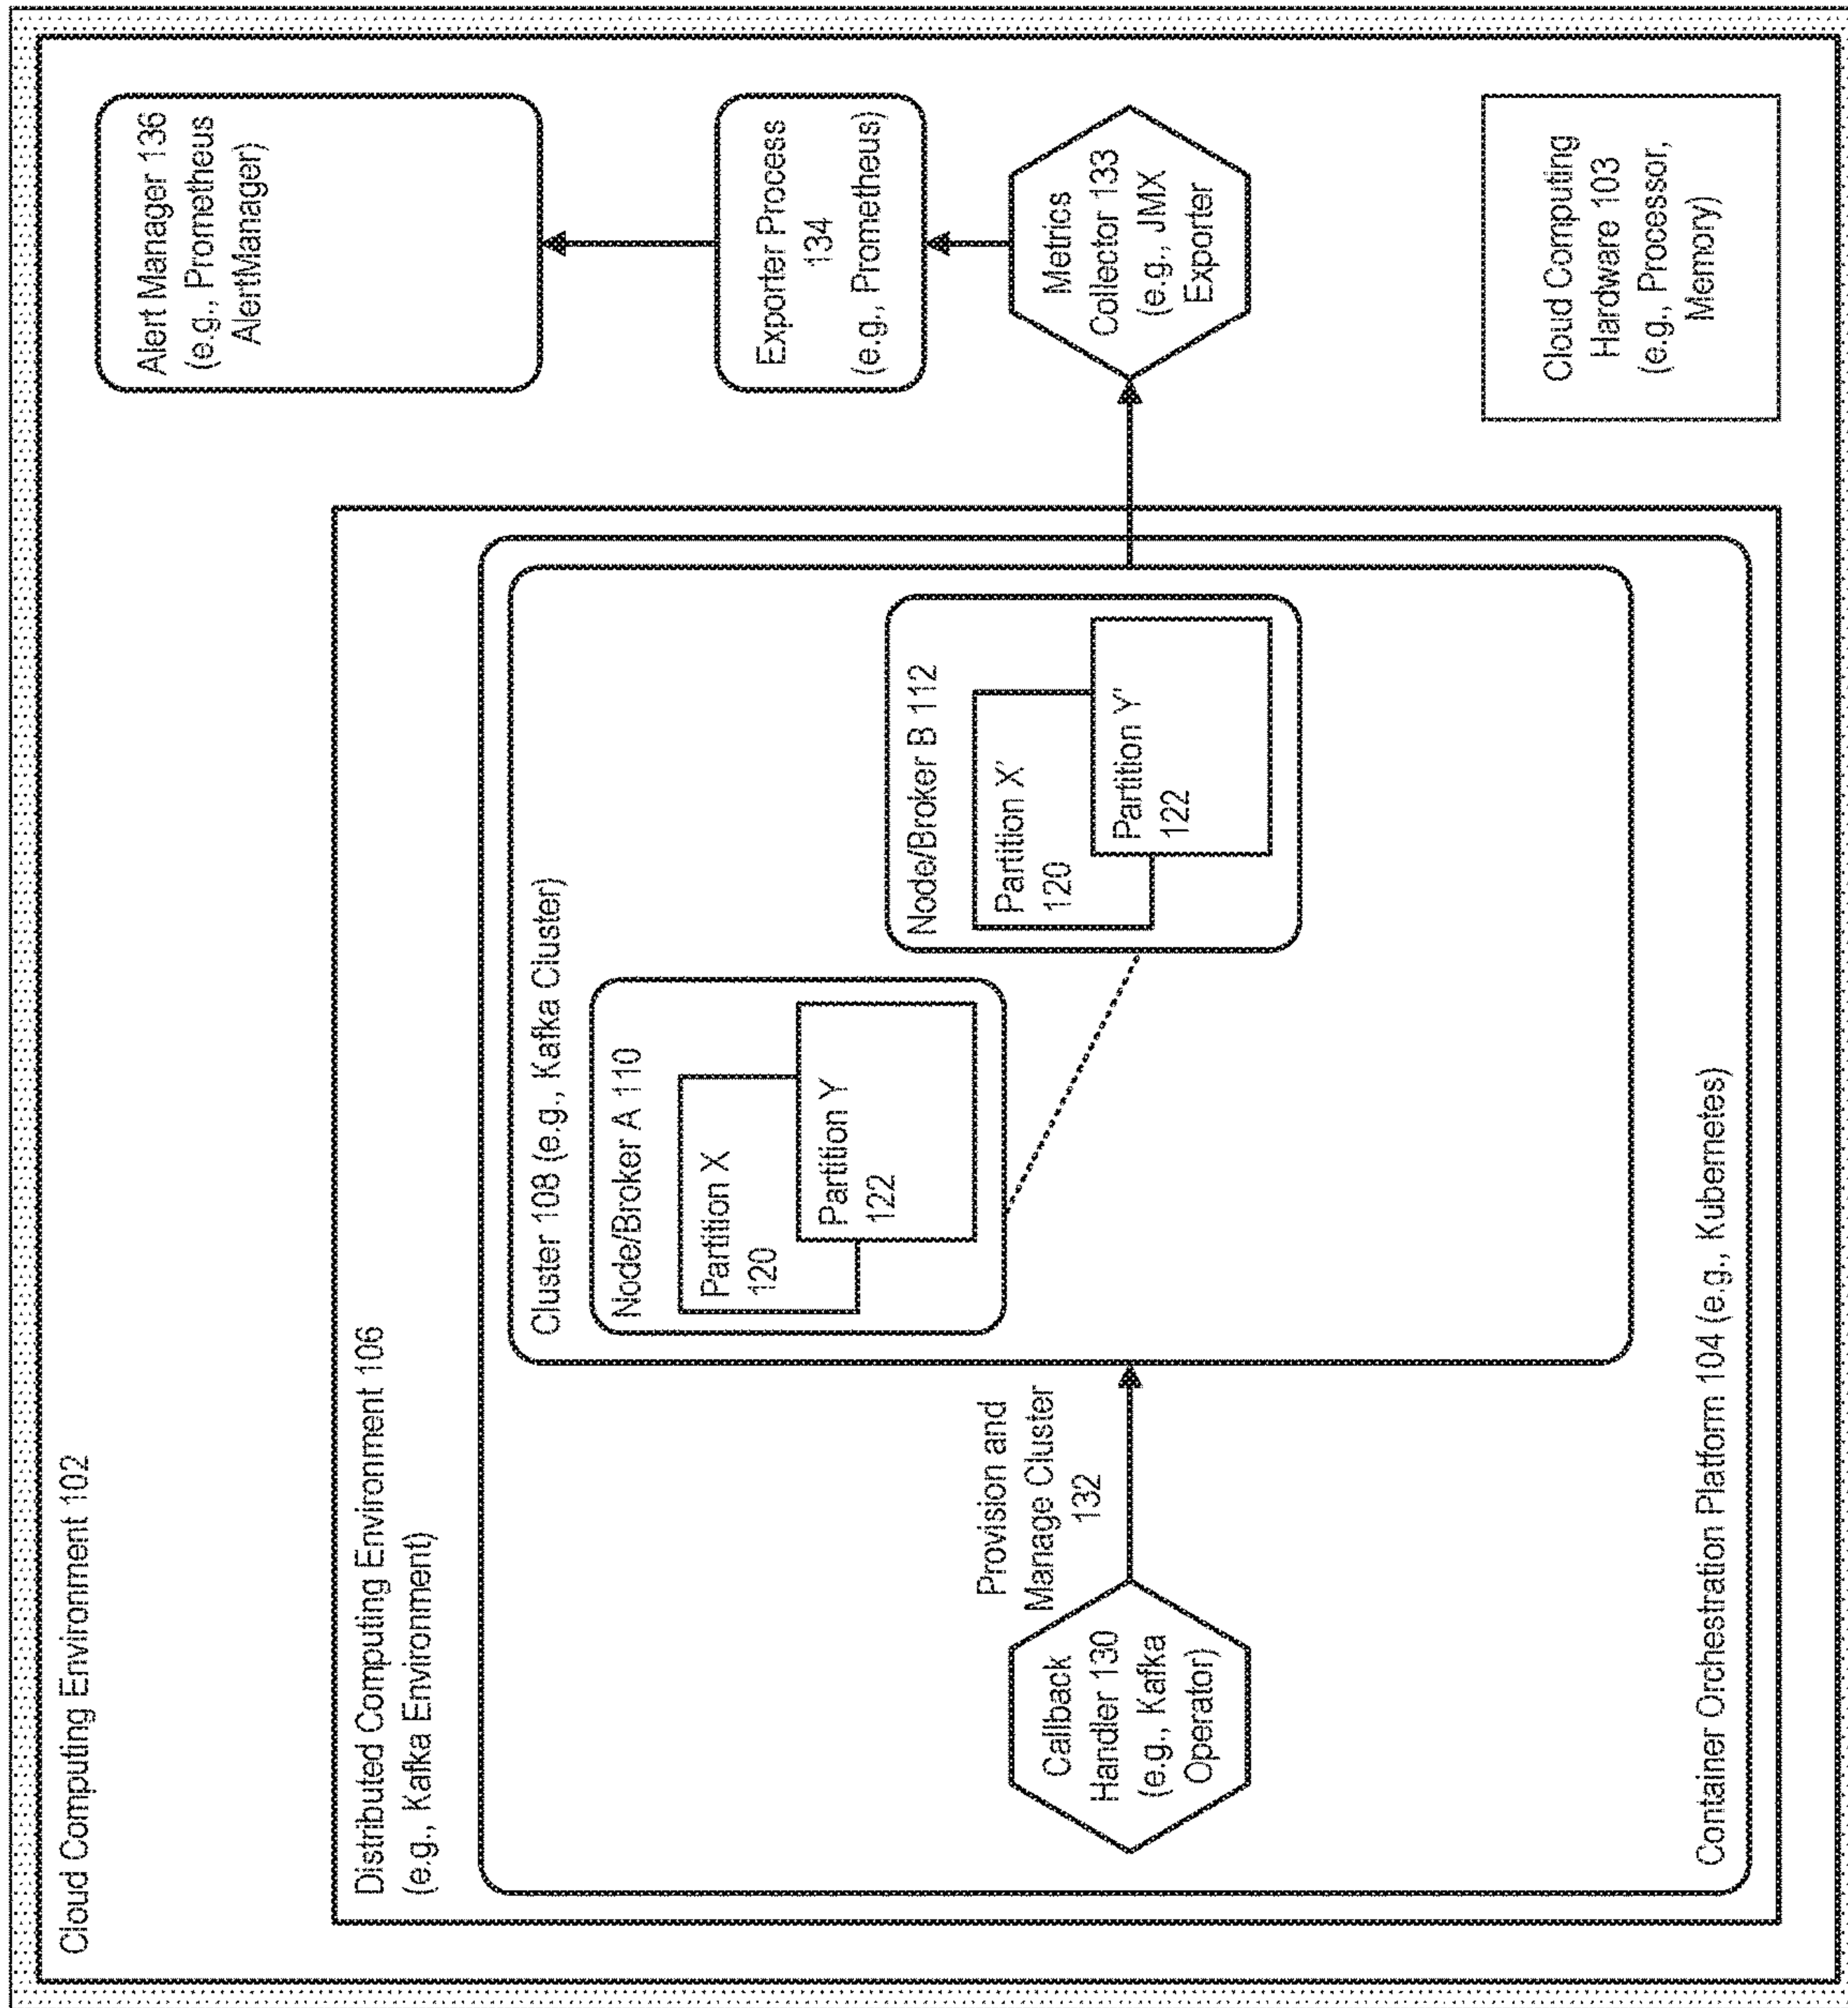 Cloud Computing Environment 102
Distributed Computing Environment 106
(e.g., Kafka Environment)
Cluster 108 (e.g., Kafka Cluster)
Node/Broker A 110
Partition X
120
Partition Y
122
Node/Broker B 112
Partition X'
120
Partition Y'
122
Callback
Handler 130
(e.g., Kafka
Operator)
Provision and
Manage Cluster
132
Container Orchestration Platform 104 (e.g., Kubernetes)
Alert Manager 136
(e.g., Prometheus
AlertManager)
Exporter Process
134
(e.g., Prometheus)
Metrics
Collector 133
(e.g., JMX
Exporter
Cloud Computing
Hardware 103
(e.g., Processor,
Memory)